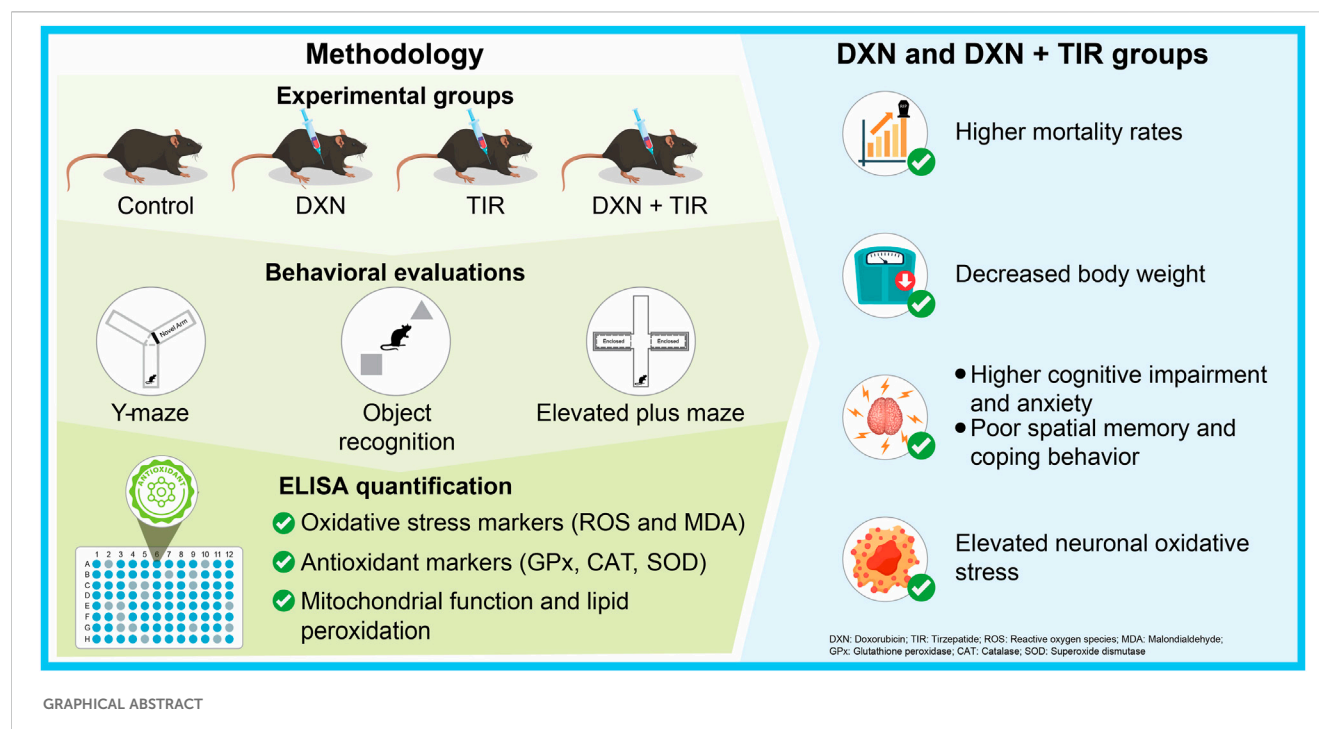 Methodology
Experimental groups
Control
DXN
TIR
DXN + TIR
Behavioral evaluations
Novel Arm
Enclosed
Enclosed
Y-maze
Object
recognition
Elevated plus maze
ANTIOXIDANT
ELISA quantification
Oxidative stress markers (ROS and MDA)
Antioxidant markers (GPx, CAT, SOD)
Mitochondrial function and lipid
peroxidation
1 2 3 4 5 6 7 8 9 10 11 12
A
B
C
D
E
F
G
H
DXN and DXN + TIR groups
RIP
Higher mortality rates
Decreased body weight
• Higher cognitive impairment
and anxiety
• Poor spatial memory and
coping behavior
Elevated neuronal oxidative
stress
DXN: Doxorubicin; TIR: Tirzepatide; ROS: Reactive oxygen species; MDA: Malondialdehyde;
GPx: Glutathione peroxidase; CAT: Catalase; SOD: Superoxide dismutase
GRAPHICAL ABSTRACT